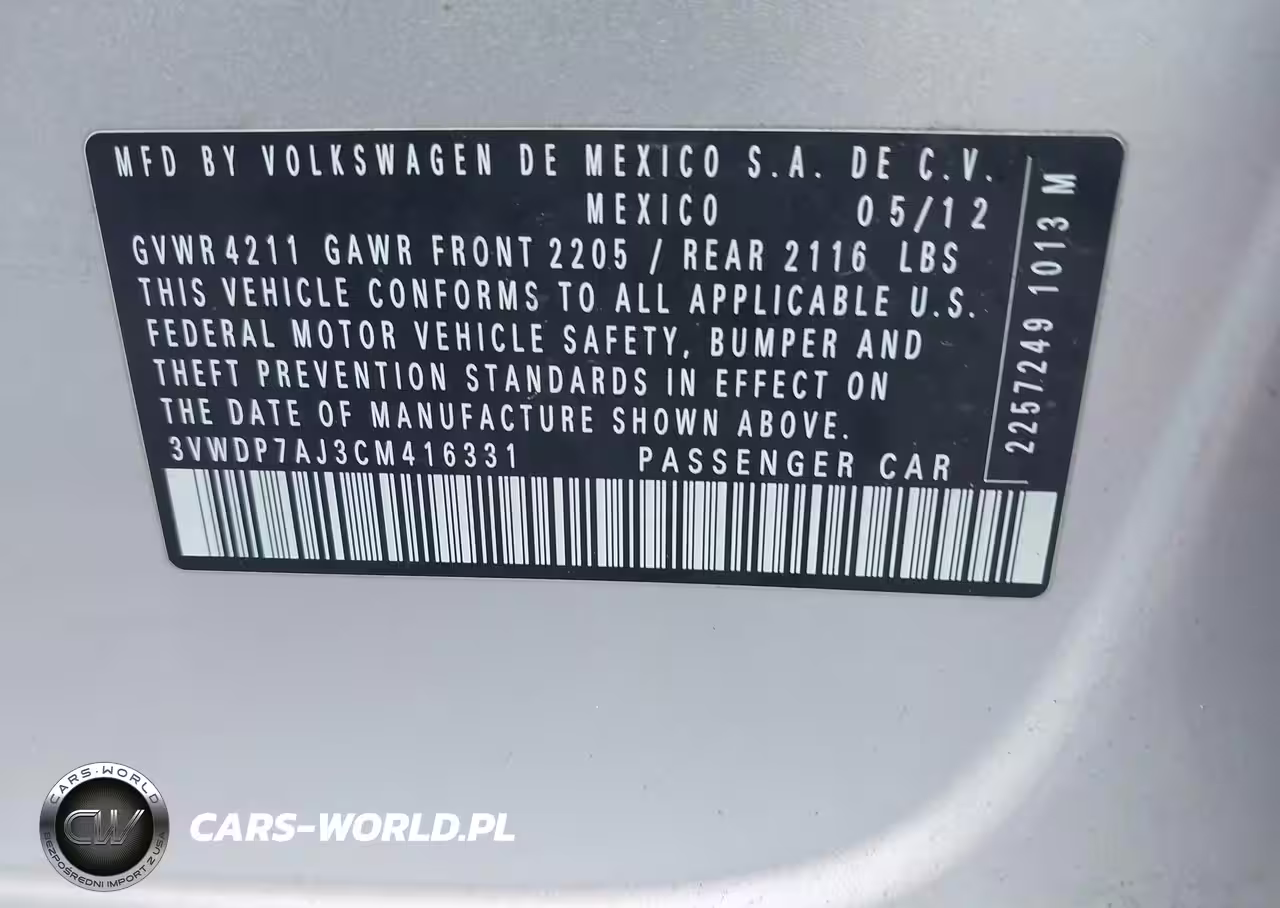 MFD BY VOLKSWAGEN DE MEXICO S.A. DE C.V.
MEXICO 05/12
GVWR 4211 GAWR FRONT 2205 / REAR 2116 LBS
THIS VEHICLE CONFORMS TO ALL APPLICABLE U.S.
FEDERAL MOTOR VEHICLE SAFETY, BUMPER AND
THEFT PREVENTION STANDARDS IN EFFECT ON
THE DATE OF MANUFACTURE SHOWN ABOVE.
3VWDP7AJ3CM416331 PASSENGER CAR
2257249 1013 M
CARS-WORLD
CW
BEZPOŚREDNI IMPORT Z USA
CARS-WORLD.PL